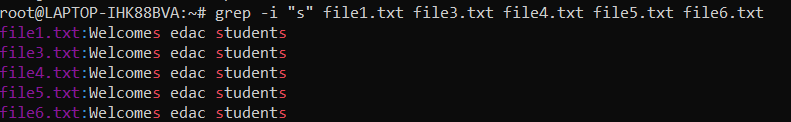 root@LAPTOP-IHK88BVA:~# grep -i "s" file1.txt file3.txt file4.txt file5.txt file6.txt
file1.txt:Welcomes edac students
file3.txt:Welcomes edac students
file4.txt:Welcomes edac students
file5.txt:Welcomes edac students
file6.txt:Welcomes edac students